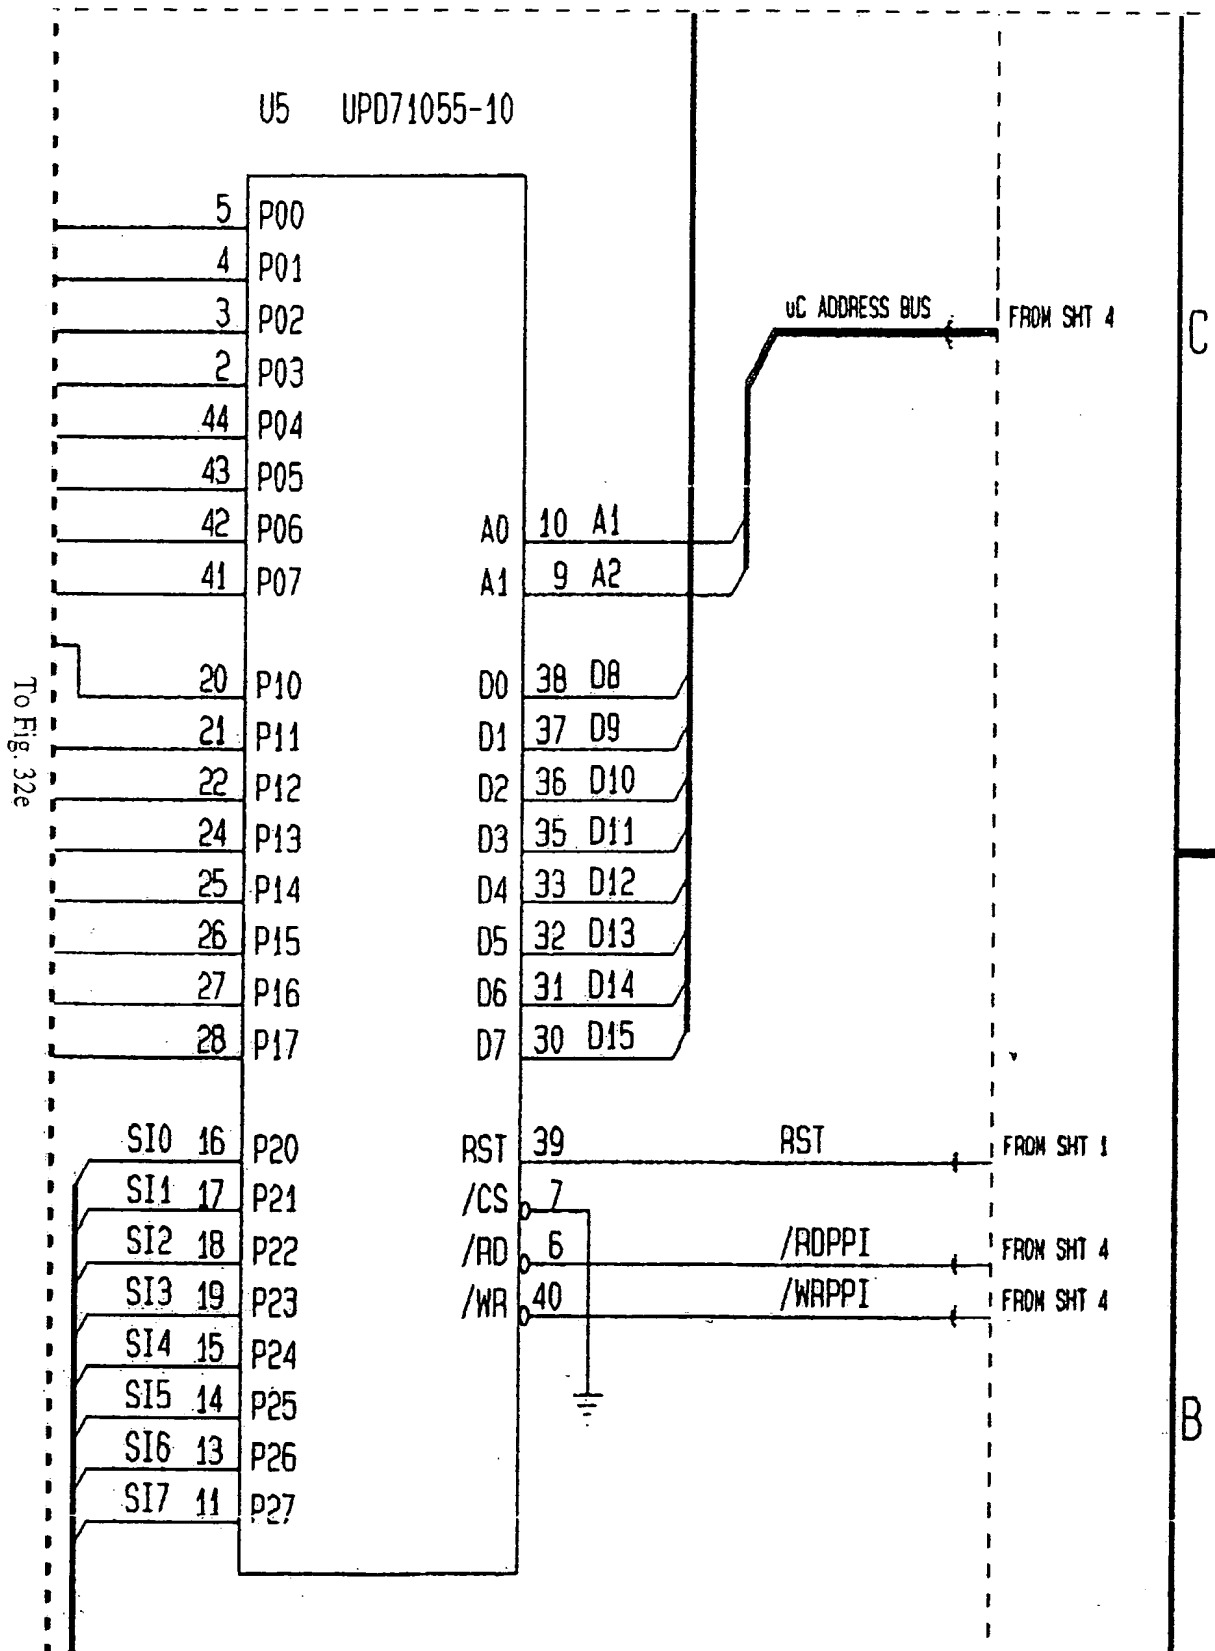 U5 UPD71055-10
5 P00
4 P01
uC ADDRESS BUS FROM SHT 4
3 P02
C
2 P03
44 P04
43 P05
42 P06 A0 10 A1
41 P07 A1 9 A2
20 P10 D0 38 D8
21 P11 D1 37 D9
To Fig. 32e
22 P12 D2 36 D10
24 P13 D3 35 D11
25 P14 D4 33 D12
26 P15 D5 32 D13
27 P16 D6 31 D14
28 P17 D7 30 D15
SI0 16 P20 RST 39 RST FROM SHT 1
SI1 17 P21 /CS 7
SI2 18 P22 /RD 6 /RDPPI FROM SHT 4
SI3 19 P23 /WR 40 /WRPPI FROM SHT 4
SI4 15 P24
SI5 14 P25
B
SI6 13 P26
SI7 11 P27